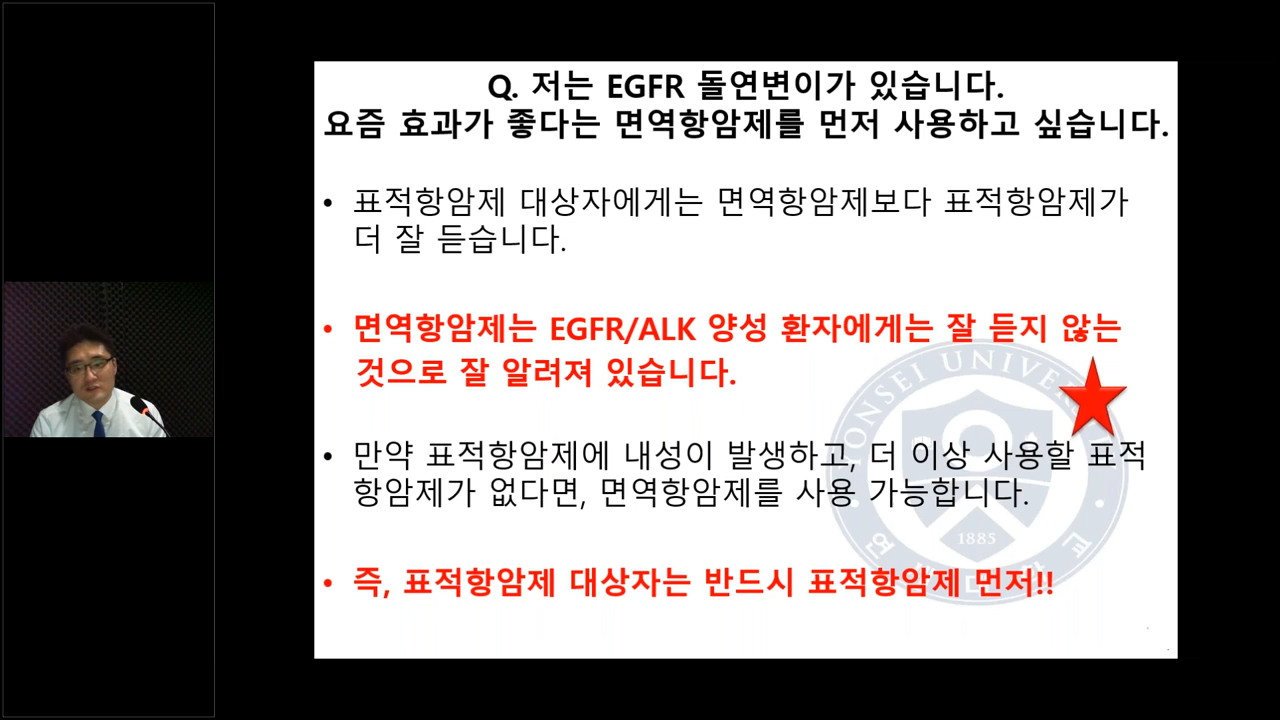 Q. 저는 EGFR 돌연변이가 있습니다.
요즘 효과가 좋다는 면역항암제를 먼저 사용하고 싶습니다.
• 표적항암제 대상자에게는 면역항암제보다 표적항암제가
더 잘 듣습니다.
• 면역항암제는 EGFR/ALK 양성 환자에게는 잘 듣지 않는
것으로 잘 알려져 있습니다.
• 만약 표적항암제에 내성이 발생하고, 더 이상 사용할 표적
항암제가 없다면, 면역항암제를 사용 가능합니다.
• 즉, 표적항암제 대상자는 반드시 표적항암제 먼저!!
YONSEI UNIVERSITY
1885